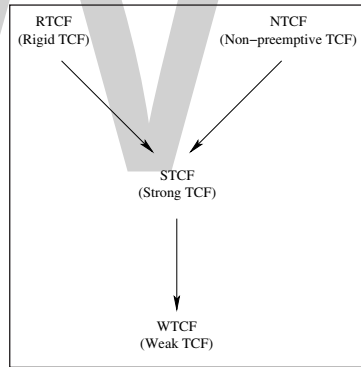 RTCF
(Rigid TCF)
NTCF
(Non−preemptive TCF)
STCF
(Strong TCF)
WTCF
(Weak TCF)